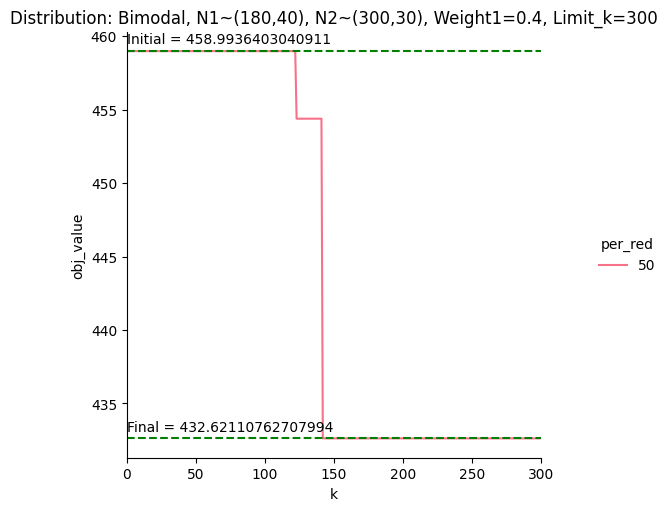 Distribution: Bimodal, N1~(180,40), N2~(300,30), Weight1=0.4, Limit_k=300
460
Initial = 458.9936403040911
455
450
obj_value
445
440
435
Final = 432.62110762707994
0 50 100 150 200 250 300
k
per_red
50